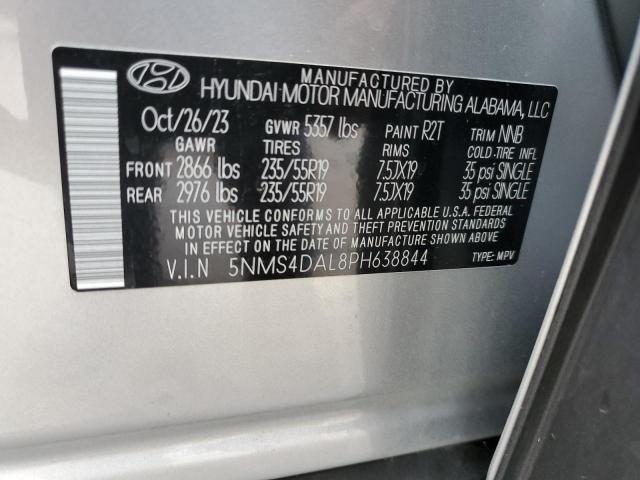 MANUFACTURED BY
HYUNDAI MOTOR MANUFACTURING ALABAMA, LLC
Oct/26/23 GVWR 5357 lbs PAINT R2T TRIM NNB
GAWR TIRES RIMS COLD TIRE INFL
FRONT 2866 lbs 235/55R19 7.5JX19 35 psi SINGLE
REAR 2976 lbs 235/55R19 7.5JX19 35 psi SINGLE
THIS VEHICLE CONFORMS TO ALL APPLICABLE U.S.A. FEDERAL
MOTOR VEHICLE SAFETY, BUMPER, AND THEFT PREVENTION
STANDARDS IN EFFECT ON THE DATE OF MANUFACTURE SHOWN ABOVE.
V.I.N 5NMS4DAL8PH638844 TYPE: MPV